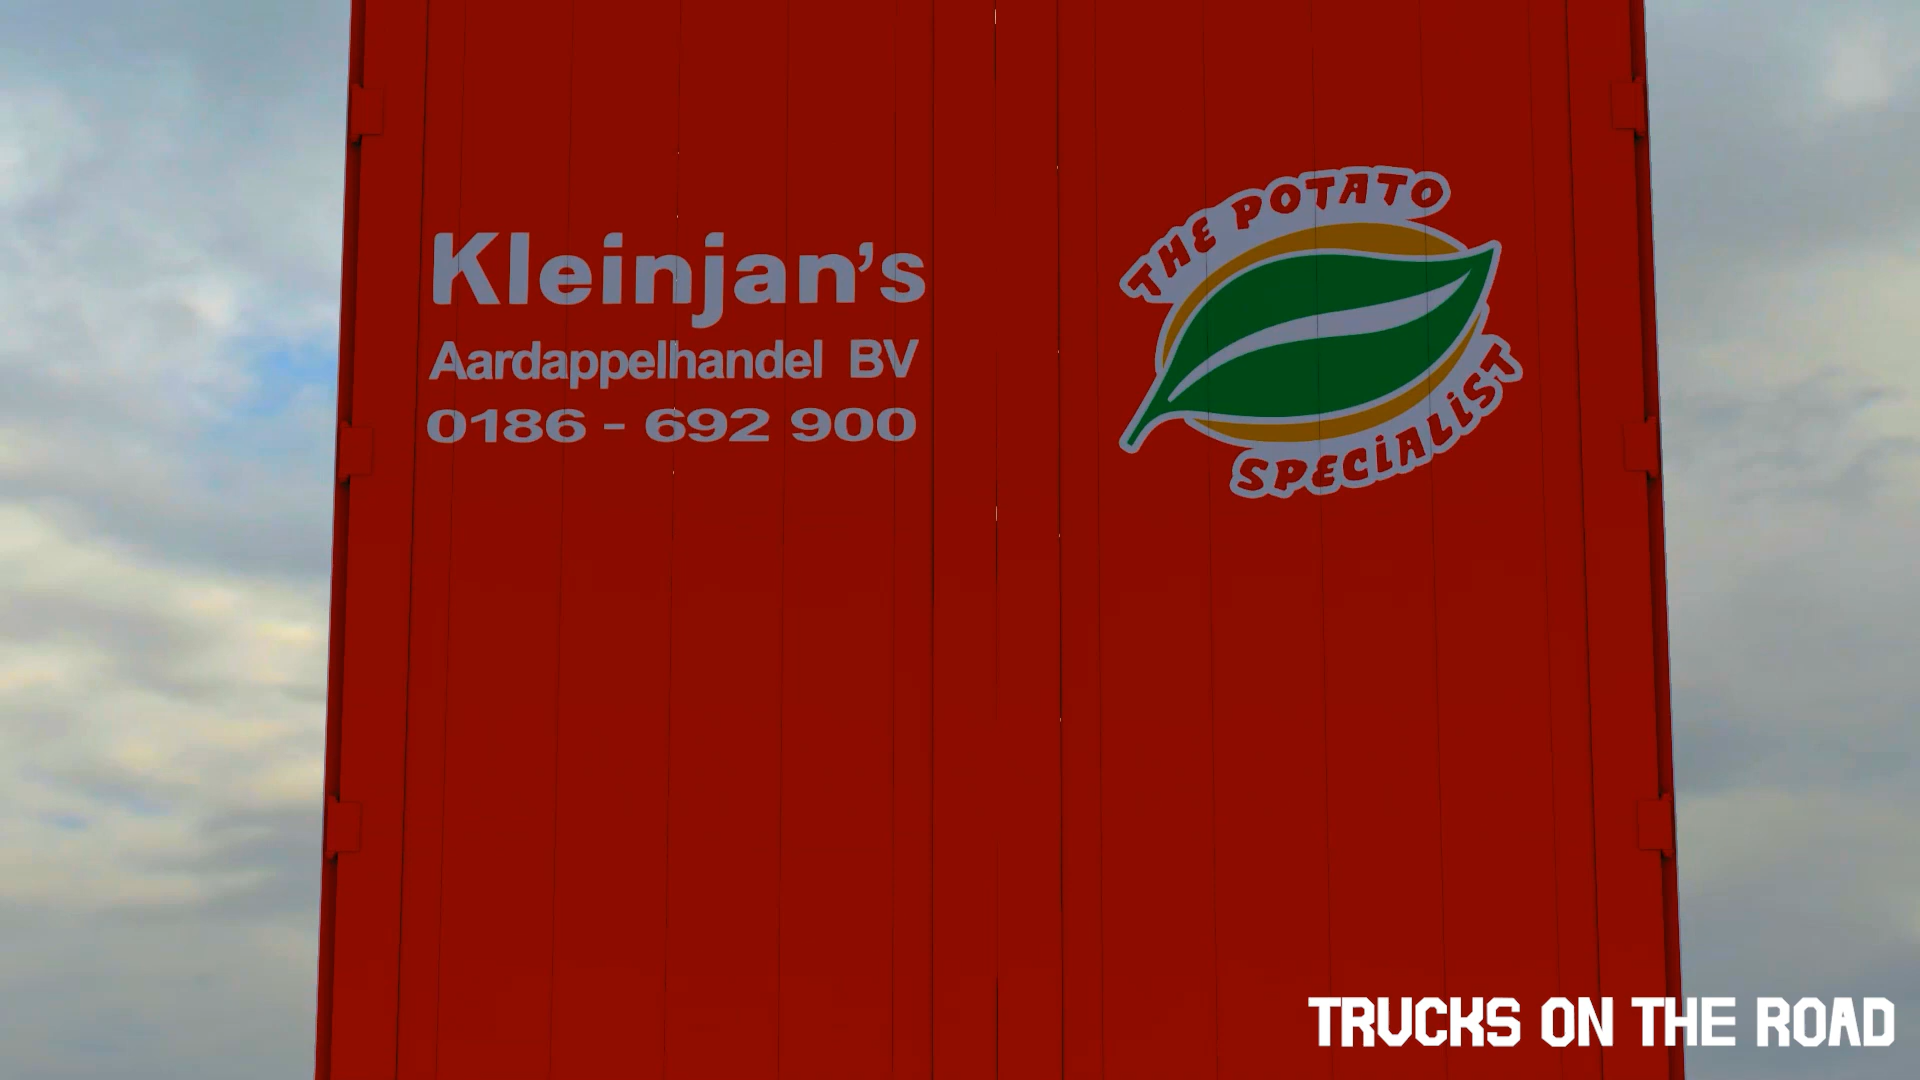 Kleinjan's
Aardappelhandel BV
0186 - 692 900
THE POTATO
SPECiALiST
TRUCKS ON THE ROAD